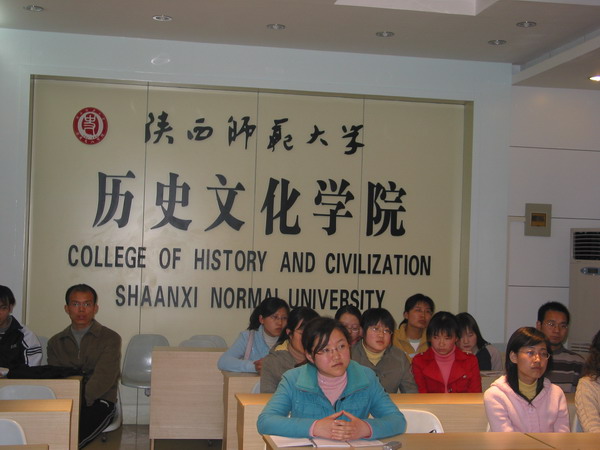 陕西师范大学
历史文化学院
COLLEGE OF HISTORY AND CIVILIZATION
SHAANXI NORMAL UNIVERSITY